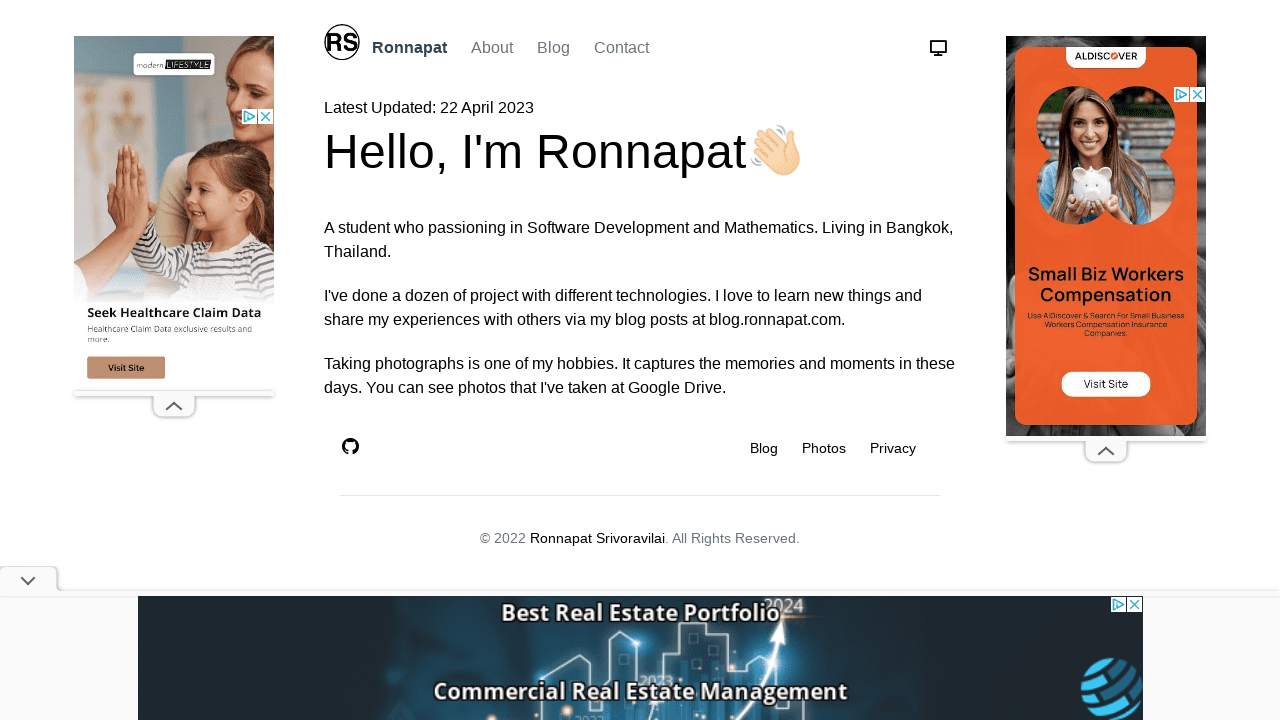 RS
Ronnapat
About
Blog
Contact
modern LIFESTYLE
Seek Healthcare Claim Data
Healthcare Claim Data exclusive results and
more.
Visit Site
Latest Updated: 22 April 2023
Hello, I'm Ronnapat
A student who passioning in Software Development and Mathematics. Living in Bangkok,
Thailand.
I've done a dozen of project with different technologies. I love to learn new things and
share my experiences with others via my blog posts at blog.ronnapat.com.
Taking photographs is one of my hobbies. It captures the memories and moments in these
days. You can see photos that I've taken at Google Drive.
Blog
Photos
Privacy
© 2022 Ronnapat Srivoravilai. All Rights Reserved.
ALDISCOVER
Small Biz Workers
Compensation
Use AlDiscover & Search For Small Business
Workers Compensation Insurance
Companies.
Visit Site
Best Real Estate Portfolio
2024
2023
Commercial Real Estate Management
2022